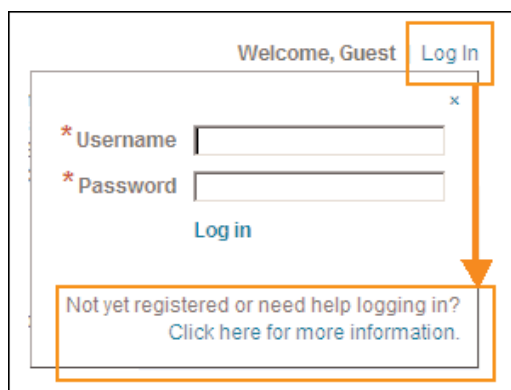 Welcome, Guest | Log In
×
* Username
* Password
Log in
Not yet registered or need help logging in?
Click here for more information.